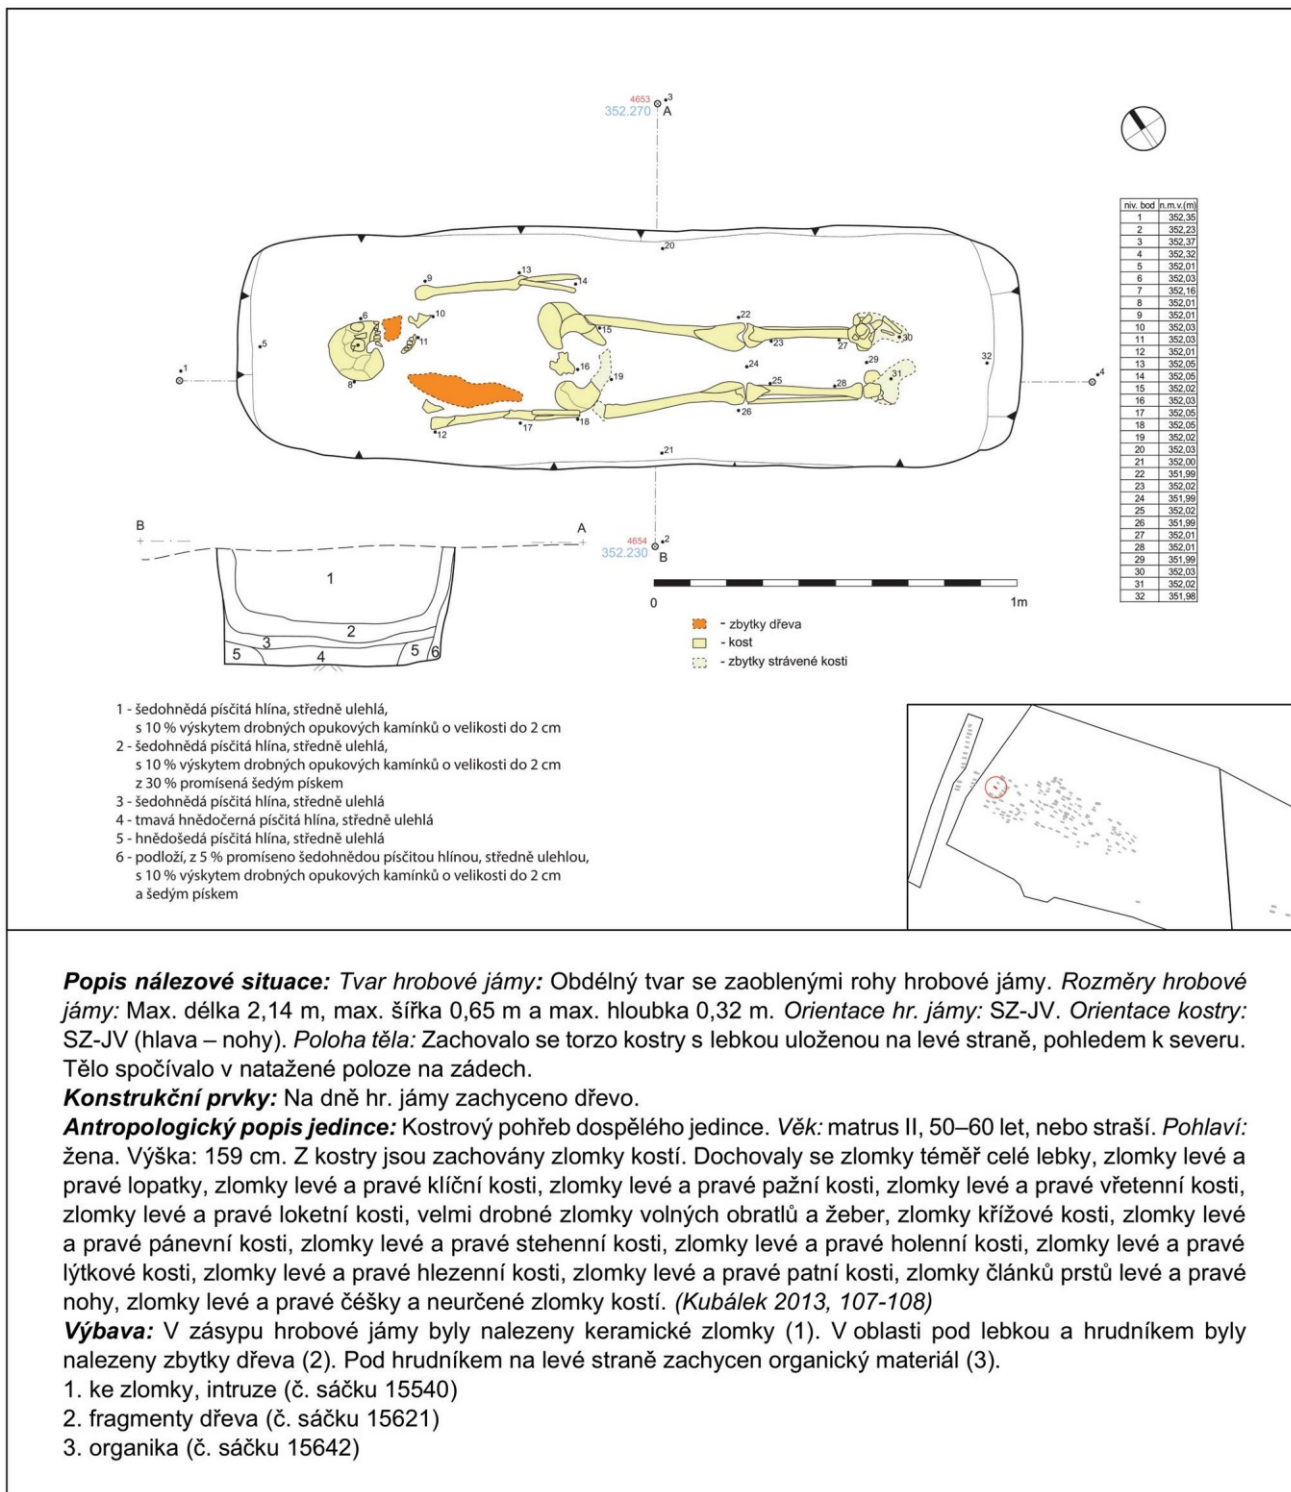 4653
352.270
3
A
20
13
9
14
10
6
22
15
11
23
27
30
5
29
32
1
16
24
19
31
4
8
25
28
26
12
17
18
21
niv. bod n.m.v.(m)
1 352,35
2 352,23
3 352,37
4 352,32
5 352,01
6 352,03
7 352,16
8 352,01
9 352,01
10 352,03
11 352,03
12 352,01
13 352,05
14 352,05
15 352,02
16 352,03
17 352,05
18 352,05
19 352,02
20 352,03
21 352,00
22 351,99
23 352,02
24 351,99
25 352,02
26 351,99
27 352,01
28 352,01
29 351,99
30 352,03
31 352,02
32 351,98
B
A
4654
352.230
2
B
1
2
3
4
5
5
6
0
1m
- zbytky dřeva
- kost
- zbytky strávené kosti
1 - šedohnědá písčitá hlína, středně ulehlá,
s 10 % výskytem drobných opukových kamínků o velikosti do 2 cm
2 - šedohnědá písčitá hlína, středně ulehlá,
s 10 % výskytem drobných opukových kamínků o velikosti do 2 cm
z 30 % promísená šedým pískem
3 - šedohnědá písčitá hlína, středně ulehlá
4 - tmavá hnědočerná písčitá hlína, středně ulehlá
5 - hnědošedá písčitá hlína, středně ulehlá
6 - podloží, z 5 % promíseno šedohnědou písčitou hlínou, středně ulehlou,
s 10 % výskytem drobných opukových kamínků o velikosti do 2 cm
a šedým pískem
Popis nálezové situace: Tvar hrobové jámy: Obdélný tvar se zaoblenými rohy hrobové jámy. Rozměry hrobové
jámy: Max. délka 2,14 m, max. šířka 0,65 m a max. hloubka 0,32 m. Orientace hr. jámy: SZ-JV. Orientace kostry:
SZ-JV (hlava – nohy). Poloha těla: Zachovalo se torzo kostry s lebkou uloženou na levé straně, pohledem k severu.
Tělo spočívalo v natažené poloze na zádech.
Konstrukční prvky: Na dně hr. jámy zachyceno dřevo.
Antropologický popis jedince: Kostrový pohřeb dospělého jedince. Věk: matrus II, 50–60 let, nebo straší. Pohlaví:
žena. Výška: 159 cm. Z kostry jsou zachovány zlomky kostí. Dochovaly se zlomky téměř celé lebky, zlomky levé a
pravé lopatky, zlomky levé a pravé klíční kosti, zlomky levé a pravé pažní kosti, zlomky levé a pravé vřetenní kosti,
zlomky levé a pravé loketní kosti, velmi drobné zlomky volných obratlů a žeber, zlomky křížové kosti, zlomky levé
a pravé pánevní kosti, zlomky levé a pravé stehenní kosti, zlomky levé a pravé holenní kosti, zlomky levé a pravé
lýtkové kosti, zlomky levé a pravé hlezenní kosti, zlomky levé a pravé patní kosti, zlomky článků prstů levé a pravé
nohy, zlomky levé a pravé čéšky a neurčené zlomky kostí. (Kubálek 2013, 107-108)
Výbava: V zásypu hrobové jámy byly nalezeny keramické zlomky (1). V oblasti pod lebkou a hrudníkem byly
nalezeny zbytky dřeva (2). Pod hrudníkem na levé straně zachycen organický materiál (3).
1. ke zlomky, intruze (č. sáčku 15540)
2. fragmenty dřeva (č. sáčku 15621)
3. organika (č. sáčku 15642)